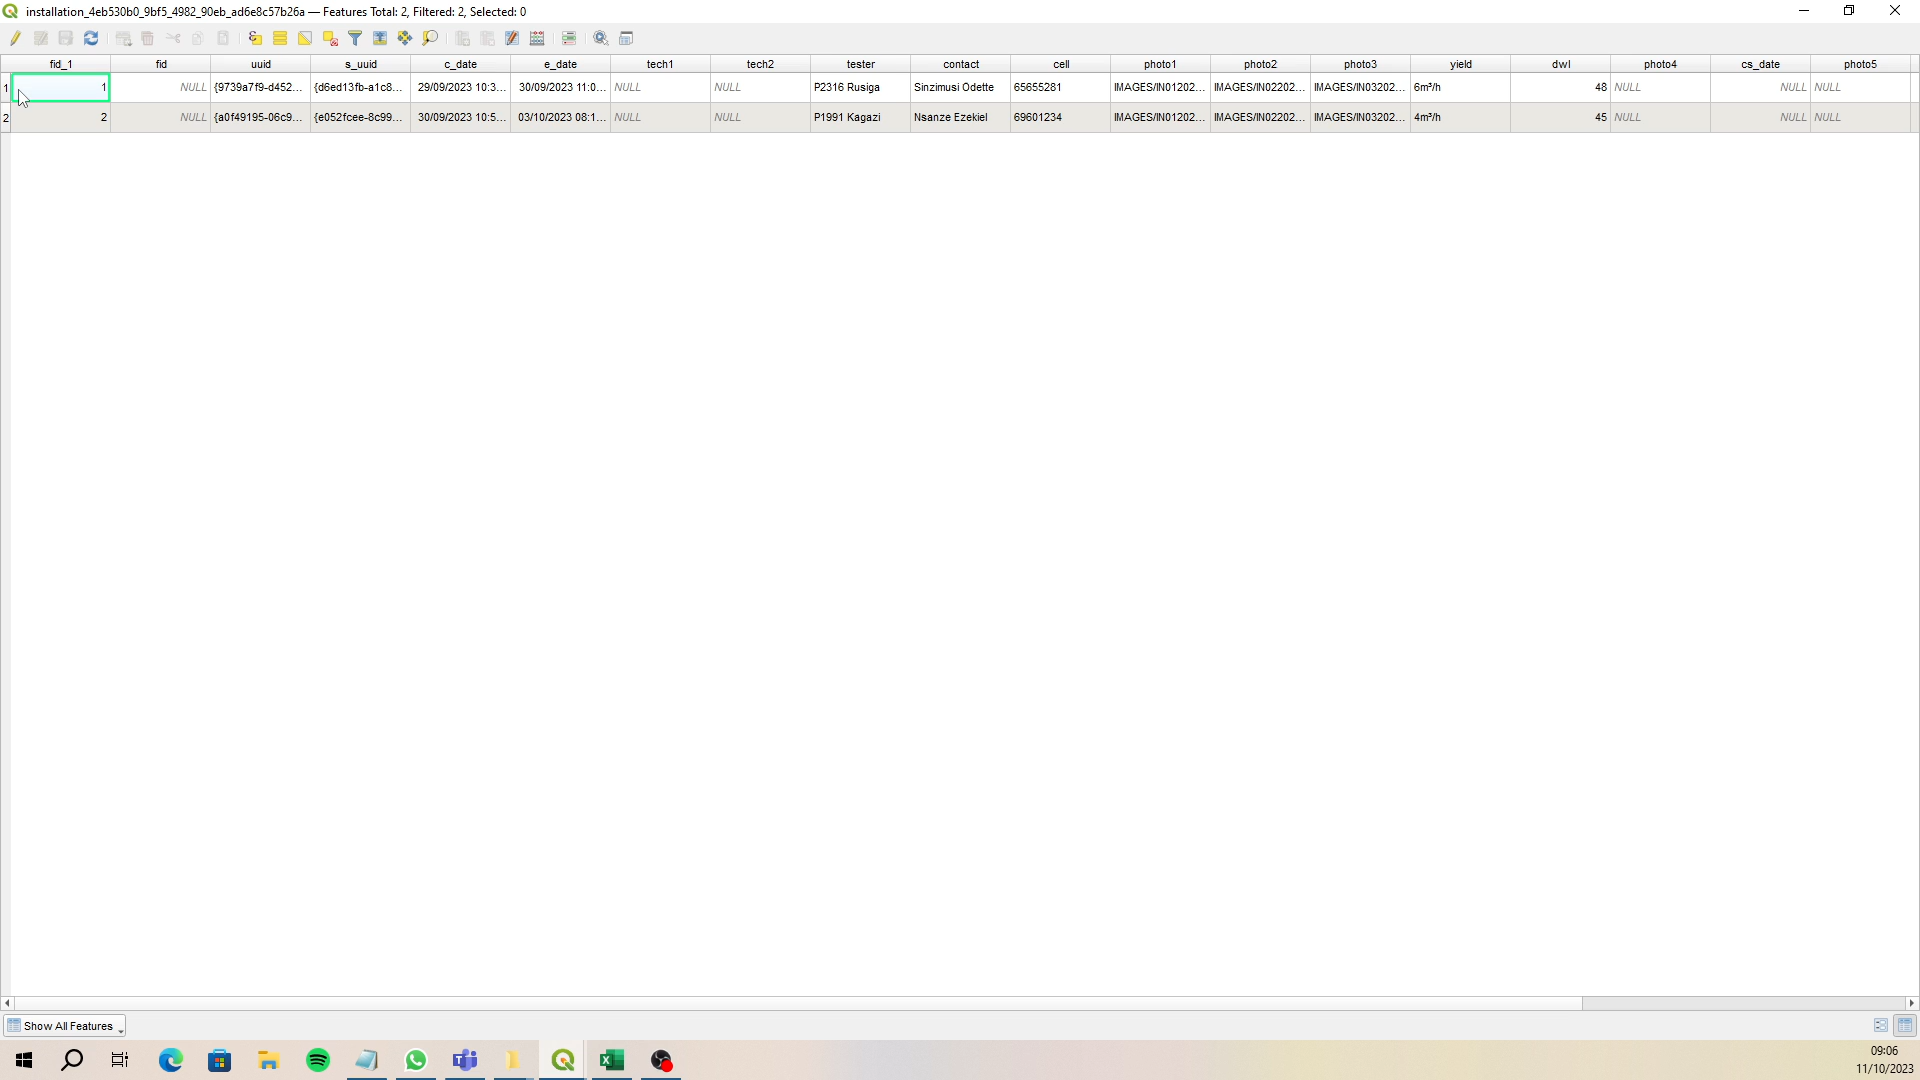 installation_4eb530b0_9bf5_4982_90eb_ad6e8c57b26a — Features Total: 2, Filtered: 2, Selected: 0
fid_1 fid uuid s_uuid c_date e_date tech1 tech2 tester contact cell photo1 photo2 photo3 yield dwl photo4 cs_date photo5
1 1 NULL {9739a7f9-d452... {d6ed13fb-a1c8... 29/09/2023 10:3... 30/09/2023 11:0... NULL NULL P2316 Rusiga Sinzimusi Odette 65655281 IMAGES/IN01202... IMAGES/IN02202... IMAGES/IN03202... 6m³/h 48 NULL NULL NULL
2 2 NULL {a0f49195-06c9... {e052fcee-8c99... 30/09/2023 10:5... 03/10/2023 08:1... NULL NULL P1991 Kagazi Nsanze Ezekiel 69601234 IMAGES/IN01202... IMAGES/IN02202... IMAGES/IN03202... 4m³/h 45 NULL NULL NULL
Show All Features
09:06
11/10/2023